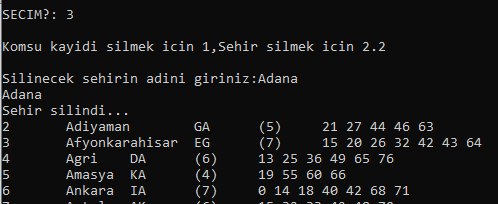 SECIM?: 3
Komsu kayidi silmek icin 1,Sehir silmek icin 2.2
Silinecek sehirin adini giriniz:Adana
Adana
Sehir silindi...
2 Adiyaman GA (5) 21 27 44 46 63
3 Afyonkarahisar EG (7) 15 20 26 32 42 43 64
4 Agri DA (6) 13 25 36 49 65 76
5 Amasya KA (4) 19 55 60 66
6 Ankara IA (7) 0 14 18 40 42 68 71